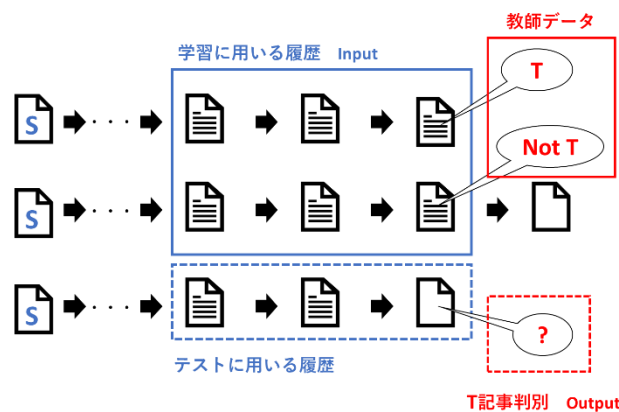 教師データ
学習に用いる履歴 Input
T
S
・・・
Not T
S
・・・
S
・・・
?
テストに用いる履歴
T記事判別 Output